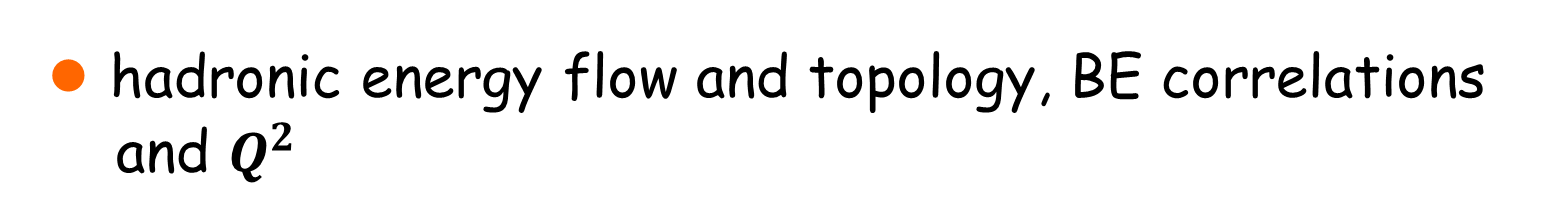 hadronic energy flow and topology, BE correlations
and Q²